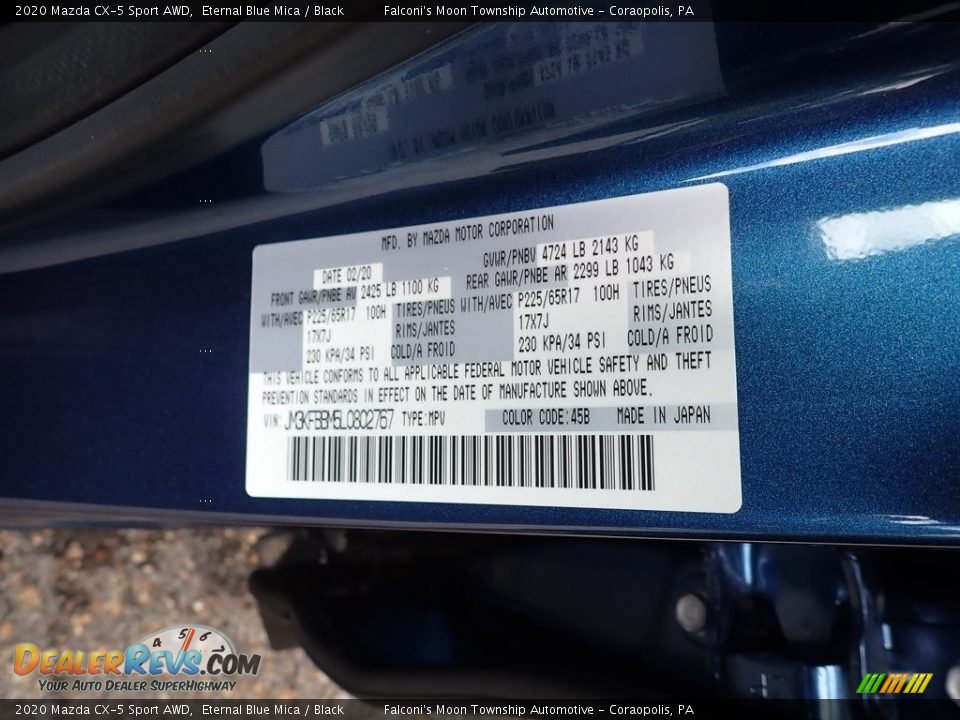 2020 Mazda CX-5 Sport AWD, Eternal Blue Mica / Black Falconi's Moon Township Automotive - Coraopolis, PA
MFD. BY MAZDA MOTOR CORPORATION
DATE 02/20 GVWR/PNBV 4724 LB 2143 KG
FRONT GAWR/PNBE AV 2425 LB 1100 KG REAR GAWR/PNBE AR 2299 LB 1043 KG
WITH/AVEC P225/65R17 100H TIRES/PNEUS WITH/AVEC P225/65R17 100H TIRES/PNEUS
17X7J RIMS/JANTES 17X7J RIMS/JANTES
230 KPA/34 PSI COLD/A FROID 230 KPA/34 PSI COLD/A FROID
THIS VEHICLE CONFORMS TO ALL APPLICABLE FEDERAL MOTOR VEHICLE SAFETY AND THEFT
PREVENTION STANDARDS IN EFFECT ON THE DATE OF MANUFACTURE SHOWN ABOVE.
VIN: JM3KFBBM5L0802767 TYPE:MPV COLOR CODE:45B MADE IN JAPAN
4 5 6
DealerRevs.com
Your Auto Dealer SuperHighway
2020 Mazda CX-5 Sport AWD, Eternal Blue Mica / Black Falconi's Moon Township Automotive - Coraopolis, PA